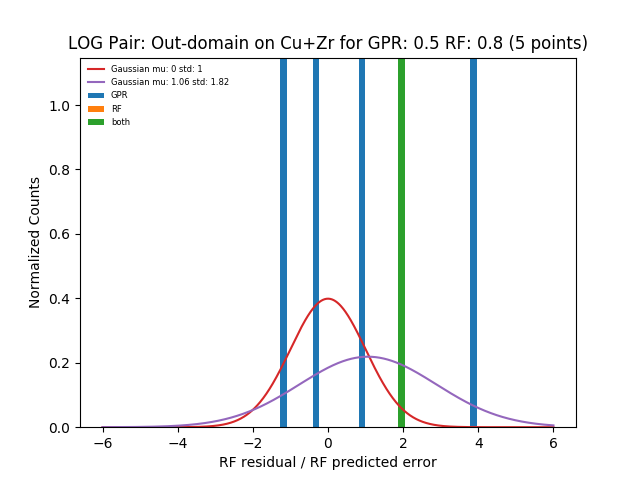 LOG Pair: Out-domain on Cu+Zr for GPR: 0.5 RF: 0.8 (5 points)
Gaussian mu: 0 std: 1
Gaussian mu: 1.06 std: 1.82
GPR
RF
both
Normalized Counts
1.0
0.8
0.6
0.4
0.2
0.0
−6 −4 −2 0 2 4 6
RF residual / RF predicted error